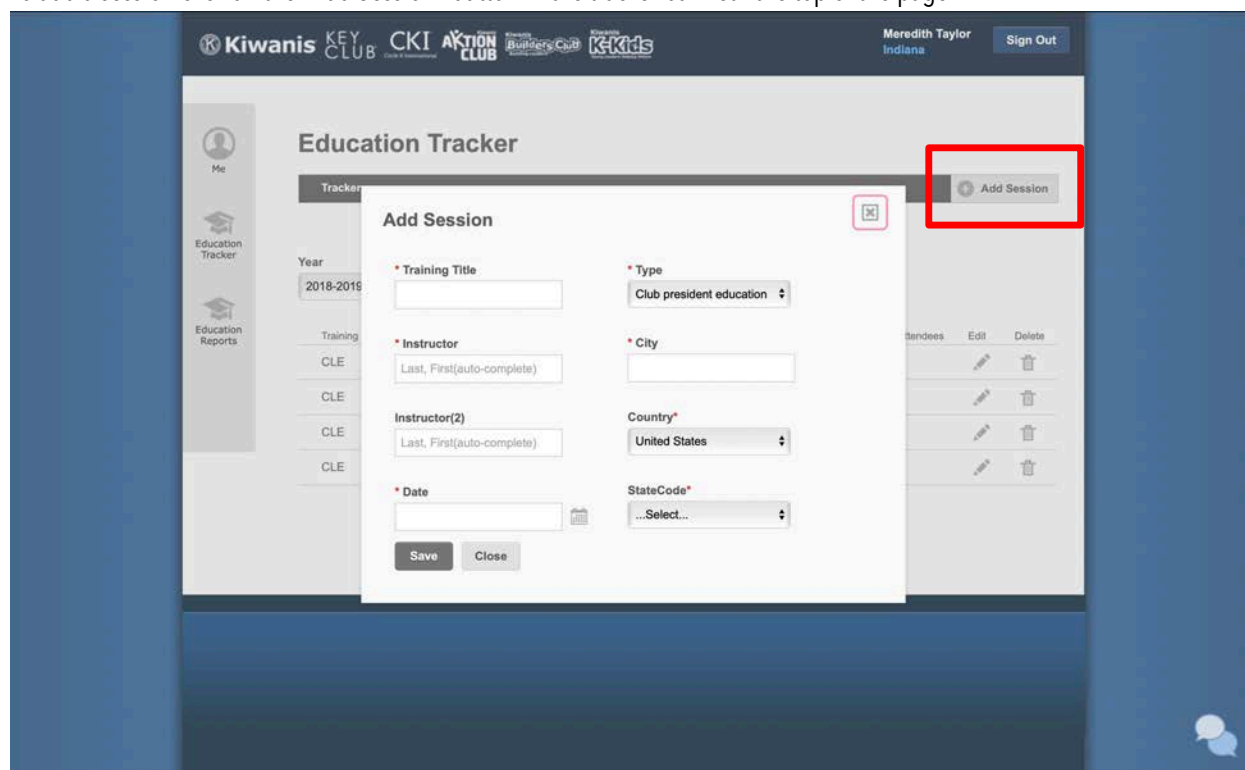 Kiwanis KEY CLUB CKI AKTION CLUB Builders Club K-Kids
Meredith Taylor
Indiana
Sign Out
Me
Education Tracker
Tracker
Add Session
Education
Tracker
Education
Reports
Year
2018-2019
Training
Edit
Delete
CLE
CLE
CLE
CLE
Add Session
* Training Title
* Type
Club president education
* Instructor
* City
Last, First(auto-complete)
Instructor(2)
Country*
Last, First(auto-complete)
United States
* Date
StateCode*
...Select...
Save
Close